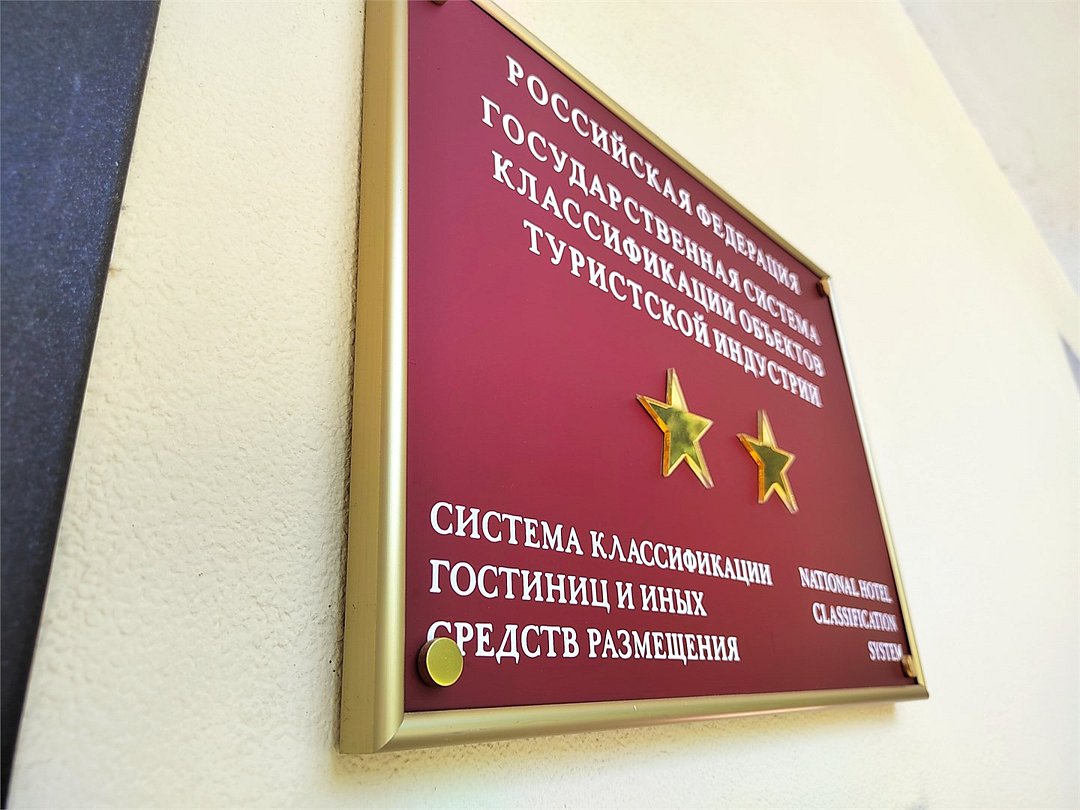 РОССИЙСКАЯ ФЕДЕРАЦИЯ
ГОСУДАРСТВЕННАЯ СИСТЕМА
КЛАССИФИКАЦИИ ОБЪЕКТОВ
ТУРИСТСКОЙ ИНДУСТРИИ
СИСТЕМА КЛАССИФИКАЦИИ
ГОСТИНИЦ И ИНЫХ
СРЕДСТВ РАЗМЕЩЕНИЯ
NATIONAL HOTEL
CLASSIFICATION
SYSTEM